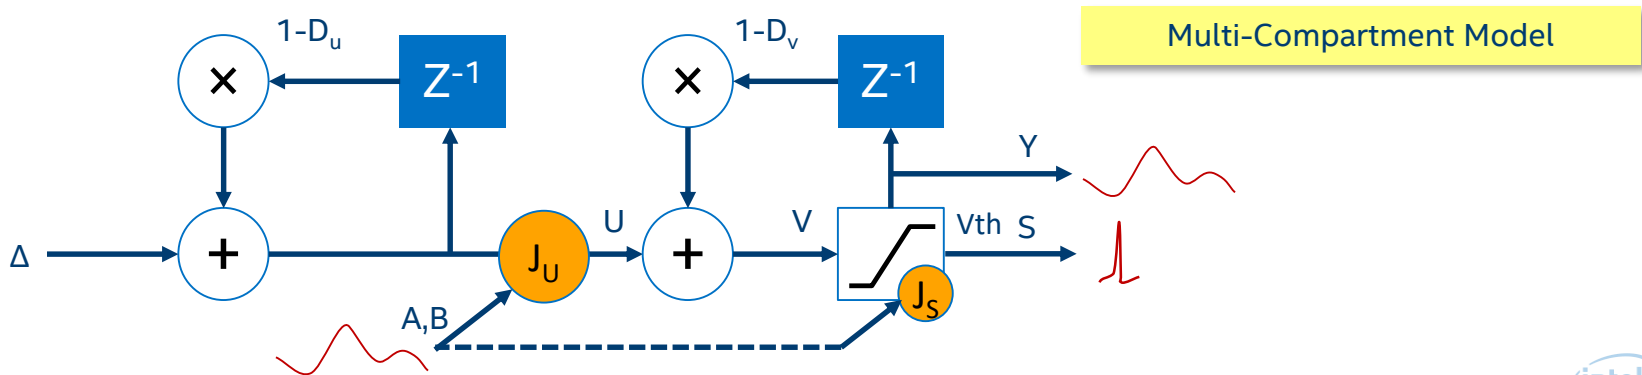 Multi-Compartment Model
1-Du
1-Dv
×
Z-1
×
Z-1
Y
Δ
+
JU
U
+
V
Vth S
JS
A,B